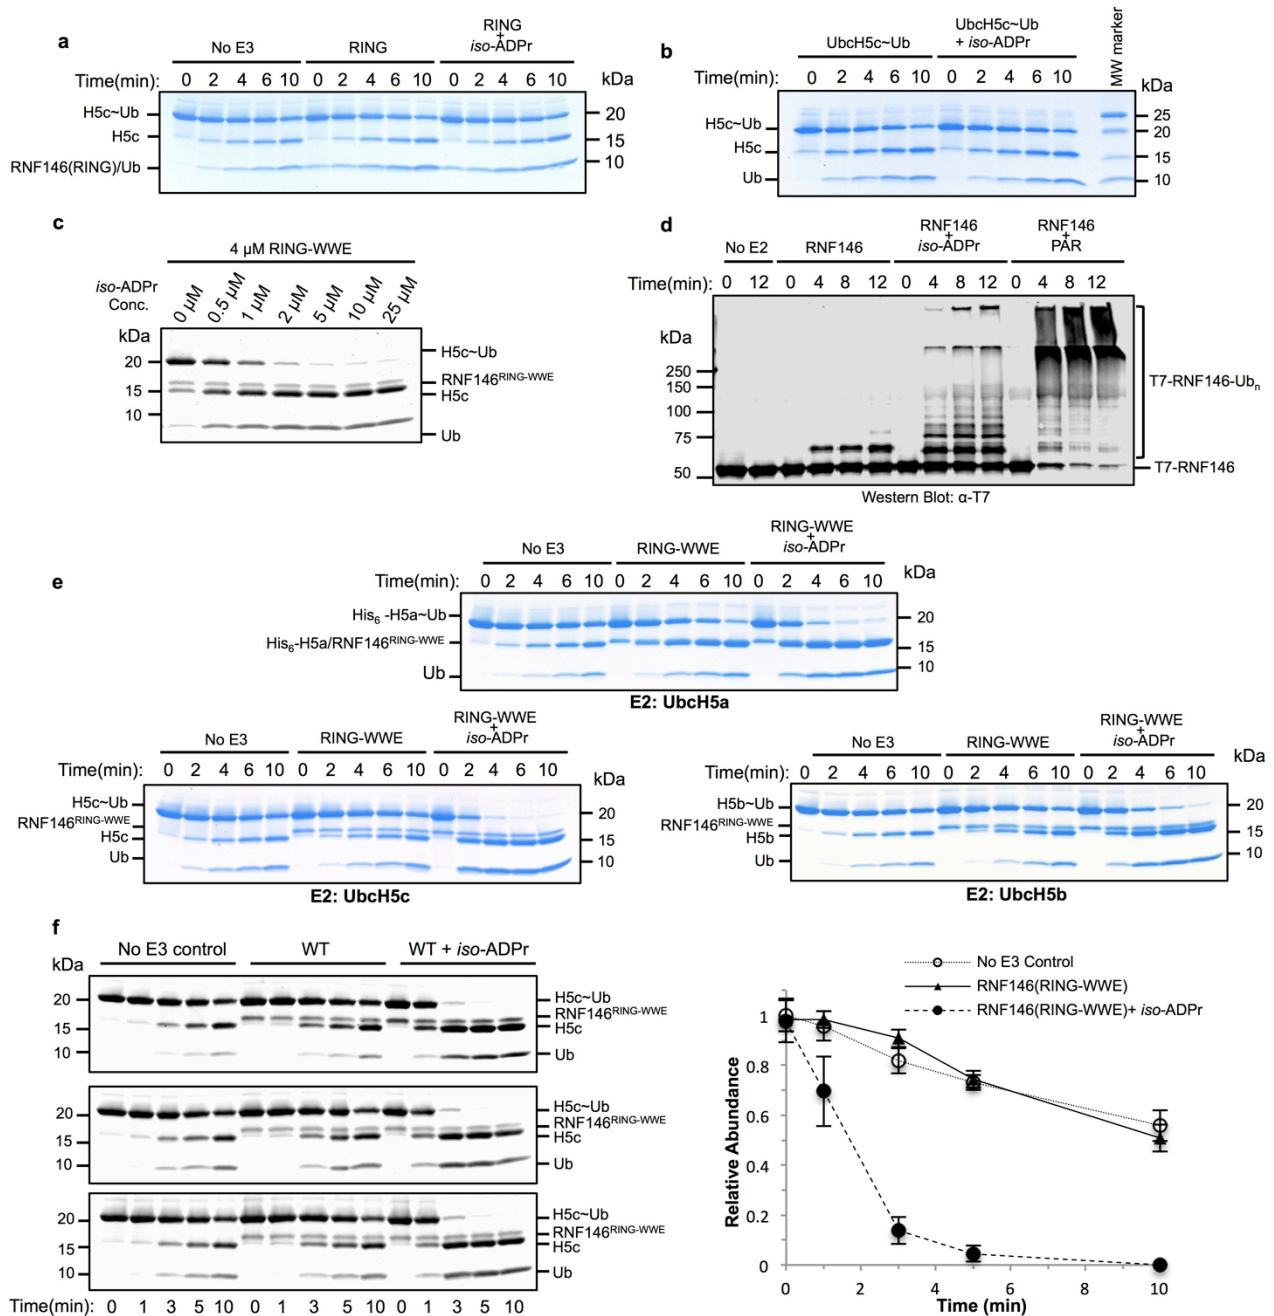 a
No E3 RING RING + iso-ADPr
Time(min): 0 2 4 6 10 0 2 4 6 10 0 2 4 6 10 kDa
H5c~Ub 20
H5c 15
RNF146(RING)/Ub 10
b
UbcH5c~Ub UbcH5c~Ub + iso-ADPr MW marker
Time(min): 0 2 4 6 10 0 2 4 6 10 kDa
25
H5c~Ub 20
H5c 15
Ub 10
c
4 µM RING-WWE
iso-ADPr Conc. 0 µM 0.5 µM 1 µM 2 µM 5 µM 10 µM 25 µM
kDa
20 H5c~Ub
RNF146RING-WWE
15 H5c
10
Ub
d
No E2 RNF146 RNF146 + iso-ADPr RNF146 + PAR
Time(min): 0 12 0 4 8 12 0 4 8 12 0 4 8 12
kDa
250
150
100
75
50
T7-RNF146-Ubn
T7-RNF146
Western Blot: α-T7
e
No E3 RING-WWE RING-WWE + iso-ADPr
Time(min): 0 2 4 6 10 0 2 4 6 10 0 2 4 6 10 kDa
His6 -H5a~Ub 20
His6-H5a/RNF146RING-WWE 15
Ub 10
E2: UbcH5a
No E3 RING-WWE RING-WWE + iso-ADPr
Time(min): 0 2 4 6 10 0 2 4 6 10 0 2 4 6 10 kDa
H5c~Ub 20
RNF146RING-WWE
H5c 15
Ub 10
E2: UbcH5c
No E3 RING-WWE RING-WWE + iso-ADPr
Time(min): 0 2 4 6 10 0 2 4 6 10 0 2 4 6 10 kDa
H5b~Ub 20
RNF146RING-WWE
H5b 15
Ub 10
E2: UbcH5b
f
No E3 control WT WT + iso-ADPr
kDa
20 H5c~Ub
RNF146RING-WWE
15 H5c
10 Ub
20 H5c~Ub
RNF146RING-WWE
15 H5c
10 Ub
20 H5c~Ub
RNF146RING-WWE
15 H5c
10 Ub
Time(min): 0 1 3 5 10 0 1 3 5 10 0 1 3 5 10
No E3 Control
RNF146(RING-WWE)
RNF146(RING-WWE)+ iso-ADPr
Relative Abundance
1
0.8
0.6
0.4
0.2
0
0 2 4 6 8 10
Time (min)